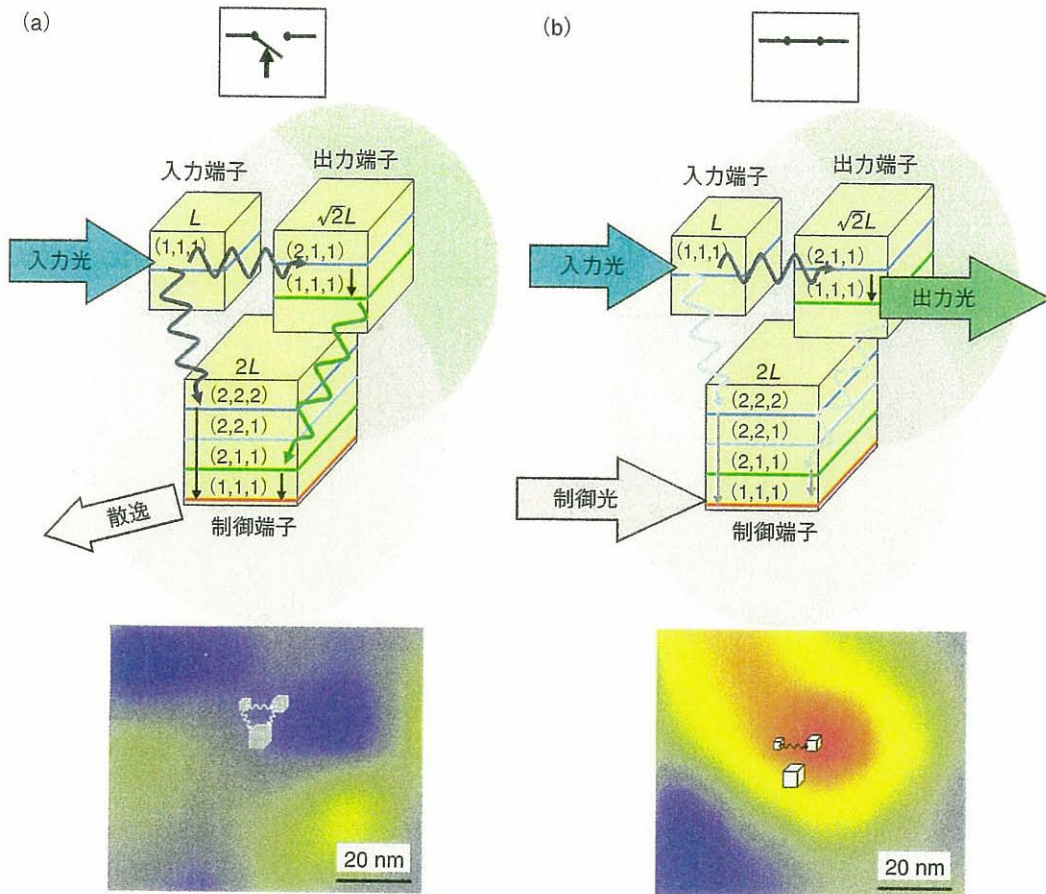 (a)
入力端子
出力端子
L
√2L
(1,1,1)
(2,1,1)
入力光
(1,1,1)
2L
(2,2,2)
(2,2,1)
(2,1,1)
(1,1,1)
散逸
制御端子
20 nm
(b)
入力端子
出力端子
L
√2L
(1,1,1)
(2,1,1)
入力光
(1,1,1)
出力光
2L
(2,2,2)
(2,2,1)
(2,1,1)
(1,1,1)
制御光
制御端子
20 nm